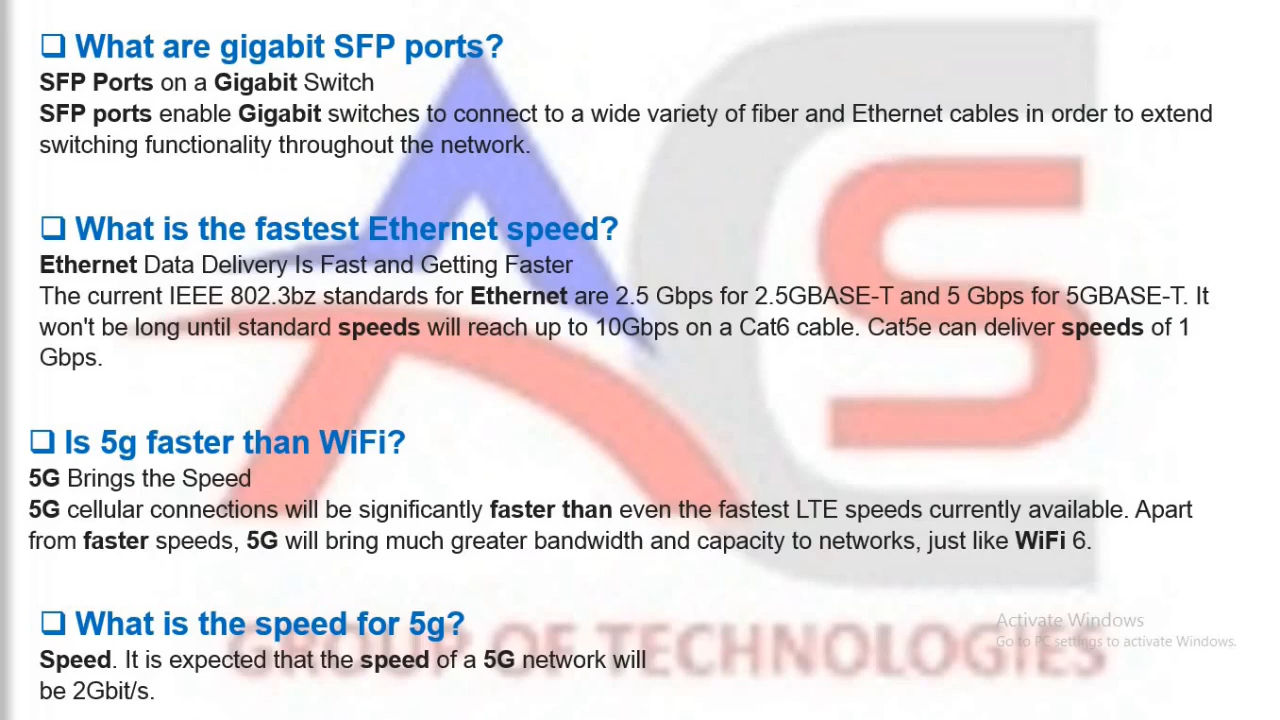 ❑ What are gigabit SFP ports?
SFP Ports on a Gigabit Switch
SFP ports enable Gigabit switches to connect to a wide variety of fiber and Ethernet cables in order to extend
switching functionality throughout the network.
❑ What is the fastest Ethernet speed?
Ethernet Data Delivery Is Fast and Getting Faster
The current IEEE 802.3bz standards for Ethernet are 2.5 Gbps for 2.5GBASE-T and 5 Gbps for 5GBASE-T. It
won't be long until standard speeds will reach up to 10Gbps on a Cat6 cable. Cat5e can deliver speeds of 1
Gbps.
❑ Is 5g faster than WiFi?
5G Brings the Speed
5G cellular connections will be significantly faster than even the fastest LTE speeds currently available. Apart
from faster speeds, 5G will bring much greater bandwidth and capacity to networks, just like WiFi 6.
❑ What is the speed for 5g?
Speed. It is expected that the speed of a 5G network will
be 2Gbit/s.
ACS
GROUP OF TECHNOLOGIES
Activate Windows
Go to PC settings to activate Windows.